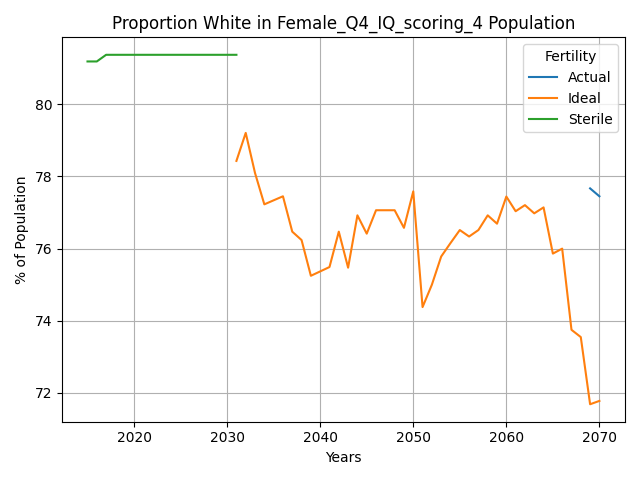 Proportion White in Female_Q4_IQ_scoring_4 Population
% of Population
80
78
76
74
72
Fertility
Actual
Ideal
Sterile
2020 2030 2040 2050 2060 2070
Years